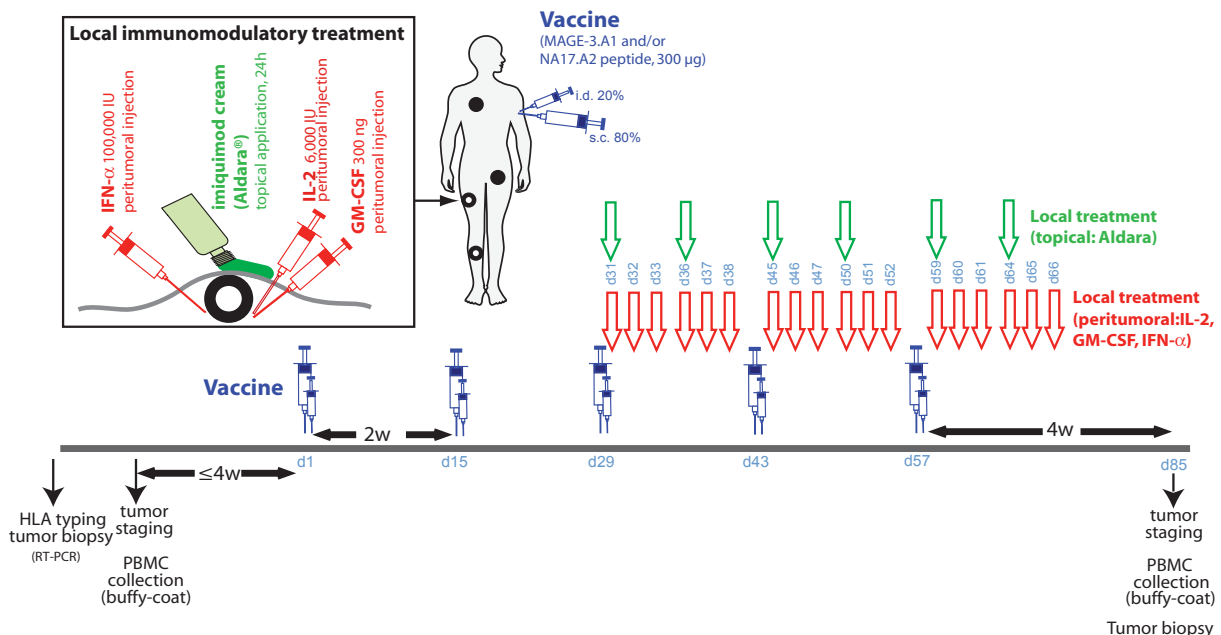 Local immunomodulatory treatment
IFN-α 100,000 IU
peritumoral injection
imiquimod cream
(Aldara®)
topical application, 24h
IL-2 6,000 IU
peritumoral injection
GM-CSF 300 ng
peritumoral injection
Vaccine
(MAGE-3.A1 and/or
NA17.A2 peptide, 300 µg)
i.d. 20%
s.c. 80%
Local treatment
(topical: Aldara)
d31
d32
d33
d36
d37
d38
d45
d46
d47
d50
d51
d52
d59
d60
d61
d64
d65
d66
Local treatment
(peritumoral:IL-2,
GM-CSF, IFN-α)
Vaccine
2w
4w
d1
d15
d29
d43
d57
d85
≤4w
HLA typing
tumor biopsy
(RT-PCR)
tumor
staging
PBMC
collection
(buffy-coat)
tumor
staging
PBMC
collection
(buffy-coat)
Tumor biopsy